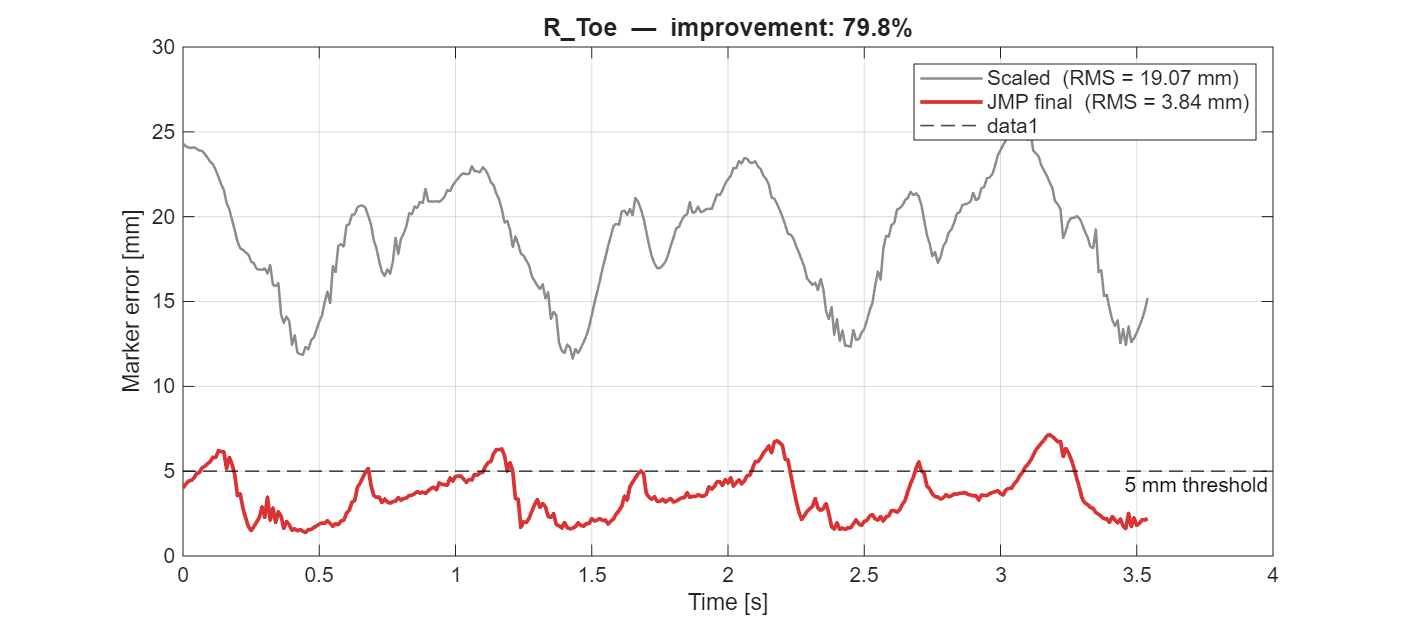 R_Toe — improvement: 79.8%
30
25
20
15
10
5
0
Marker error [mm]
Scaled (RMS = 19.07 mm)
JMP final (RMS = 3.84 mm)
data1
5 mm threshold
0 0.5 1 1.5 2 2.5 3 3.5 4
Time [s]